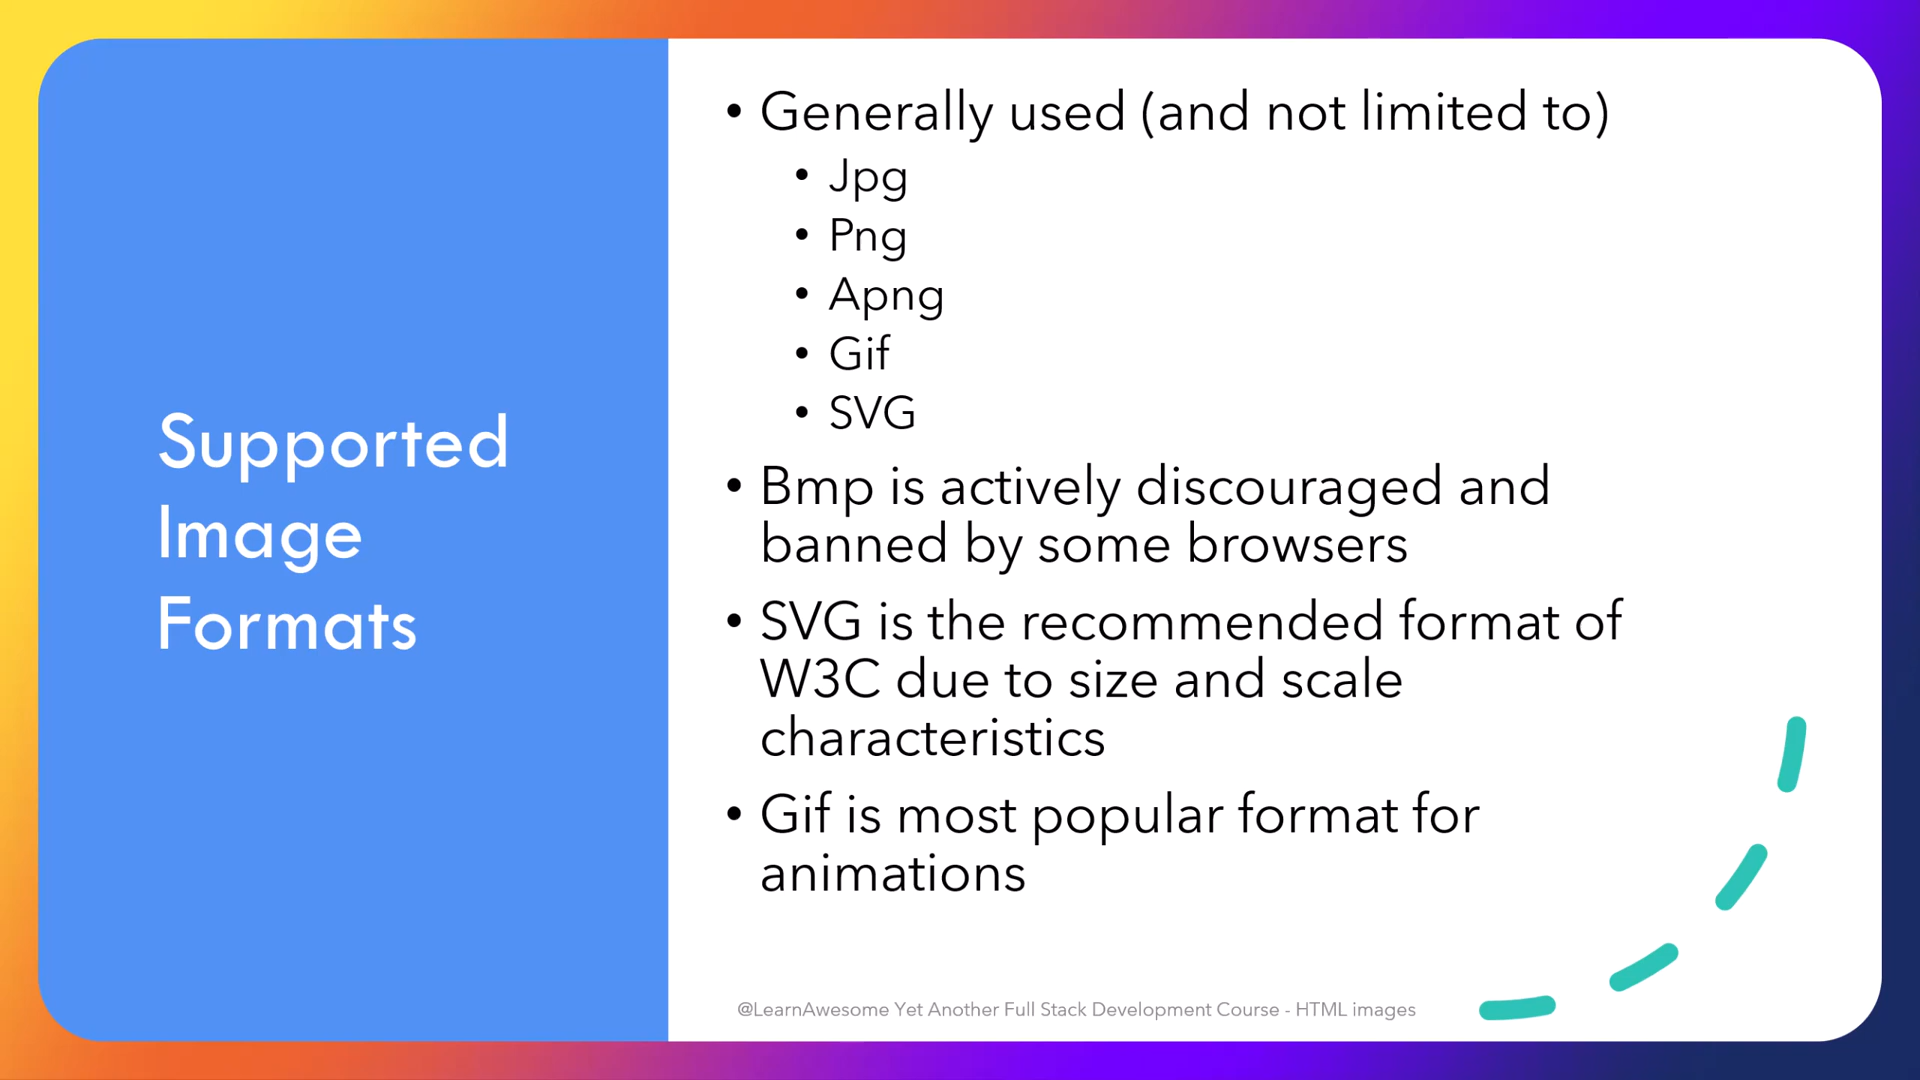 Supported
Image
Formats
• Generally used (and not limited to)
• Jpg
• Png
• Apng
• Gif
• SVG
• Bmp is actively discouraged and
banned by some browsers
• SVG is the recommended format of
W3C due to size and scale
characteristics
• Gif is most popular format for
animations
@LearnAwesome Yet Another Full Stack Development Course - HTML images